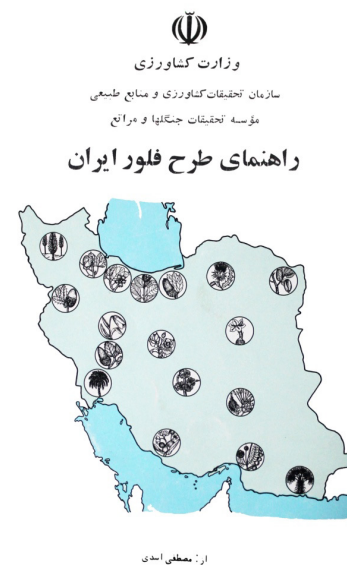 وزارت کشاورزی
سازمان تحقیقات کشاورزی و منابع طبیعی
مؤسسه تحقیقات جنگلها و مراتع
راهنمای طرح فلور ایران
از: مصطفی اسدی